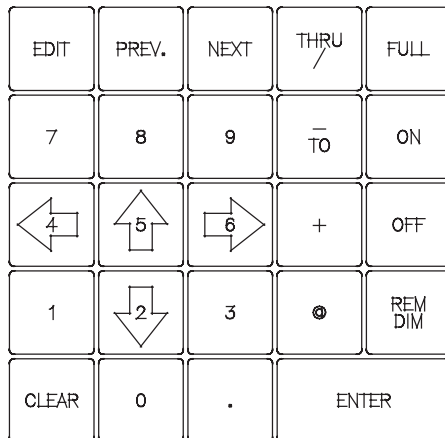 EDIT PREV. NEXT THRU FULL
/
7 8 9 — ON
TO
4 5 6 + OFF
1 2 3 @ REM
DIM
CLEAR 0 . ENTER